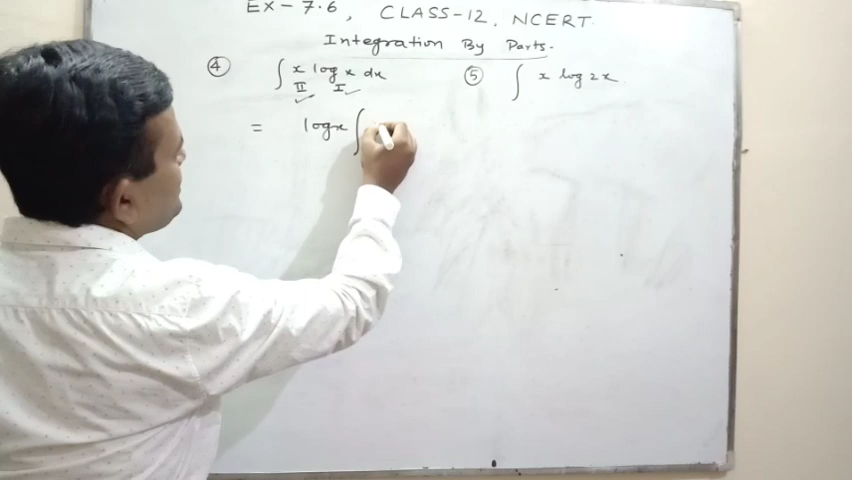 EX - 7.6, CLASS-12, NCERT.
Integration By Parts.
④ ∫ x log x dx
II I
⑤ ∫ x log 2x
= log x ∫